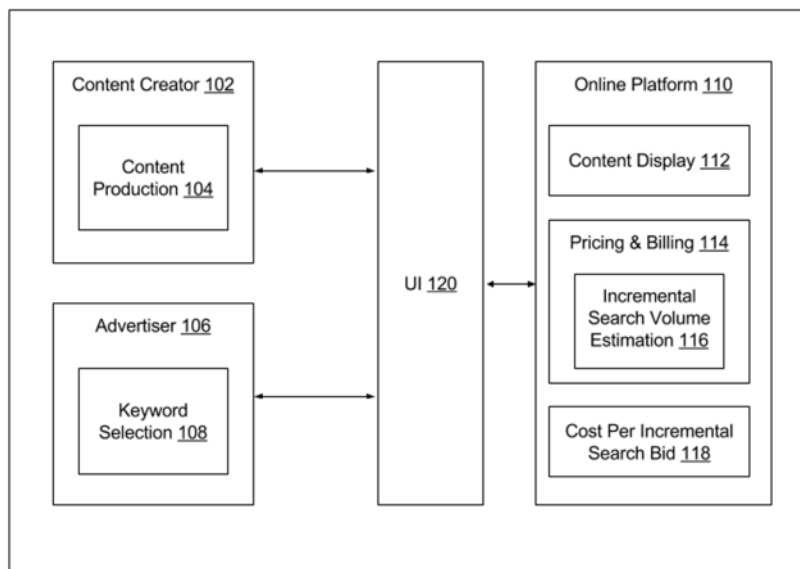 Content Creator 102
Content
Production 104
Advertiser 106
Keyword
Selection 108
UI 120
Online Platform 110
Content Display 112
Pricing & Billing 114
Incremental
Search Volume
Estimation 116
Cost Per Incremental
Search Bid 118